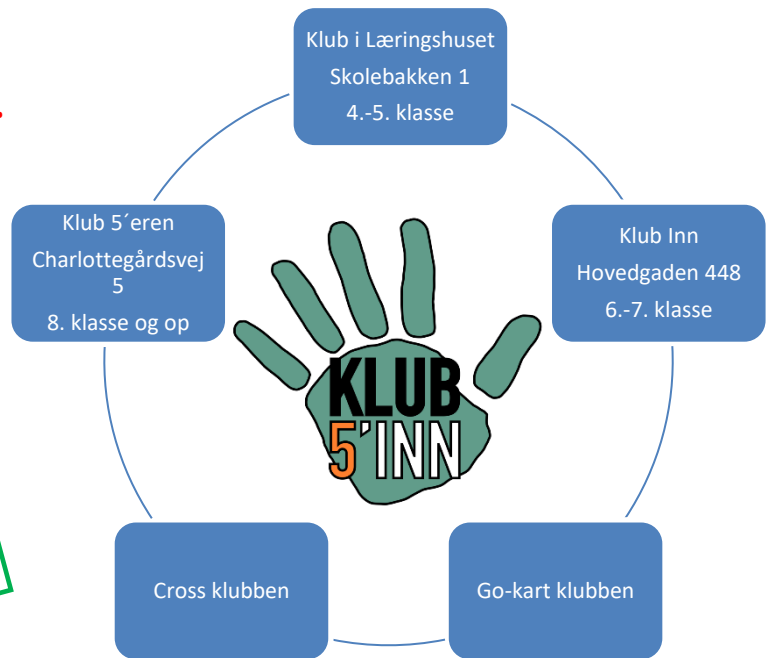 Klub i Læringshuset
Skolebakken 1
4.-5. klasse
Klub 5´eren
Charlottegårdsvej
5
8. klasse og op
Klub Inn
Hovedgaden 448
6.-7. klasse
KLUB
5'INN
Cross klubben
Go-kart klubben